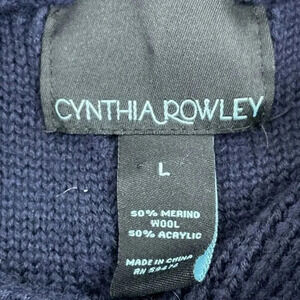 CYNTHIA ROWLEY
L
50% MERINO
WOOL
50% ACRYLIC
MADE IN CHINA